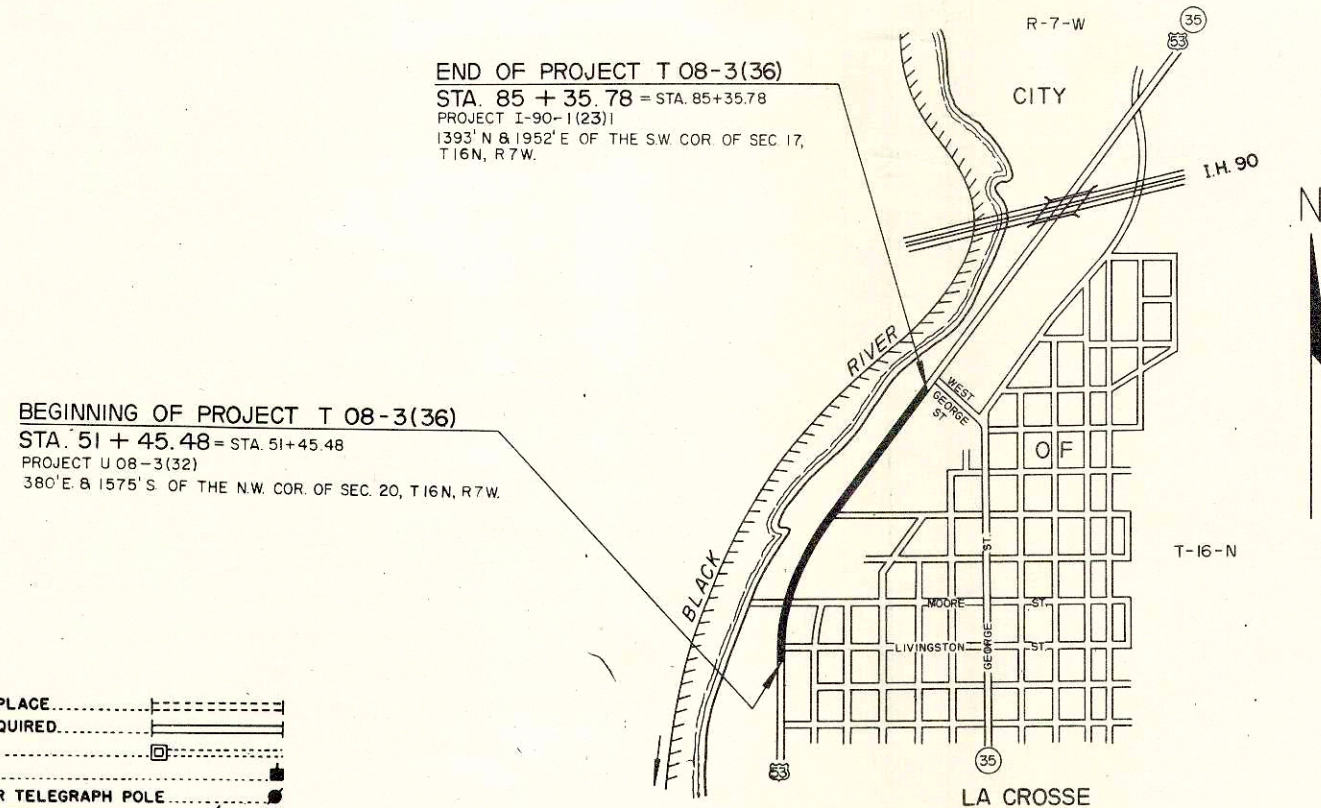 R-7-W
35
53
END OF PROJECT T 08-3(36)
STA. 85 + 35.78 = STA. 85+35.78
PROJECT I-90-1(23)1
1393' N & 1952' E OF THE S.W. COR. OF SEC. 17,
T16N, R7W.
CITY
I.H. 90
N
RIVER
WEST
GEORGE
ST
BEGINNING OF PROJECT T 08-3(36)
STA. 51 + 45.48 = STA. 51+45.48
PROJECT U 08-3(32)
380' E. & 1575' S. OF THE N.W. COR. OF SEC. 20, T16N, R7W.
OF
T-16-N
BLACK
MOORE ST.
LIVINGSTON ST.
GEORGE ST.
PLACE
QUIRED
R TELEGRAPH POLE
53
35
LA CROSSE